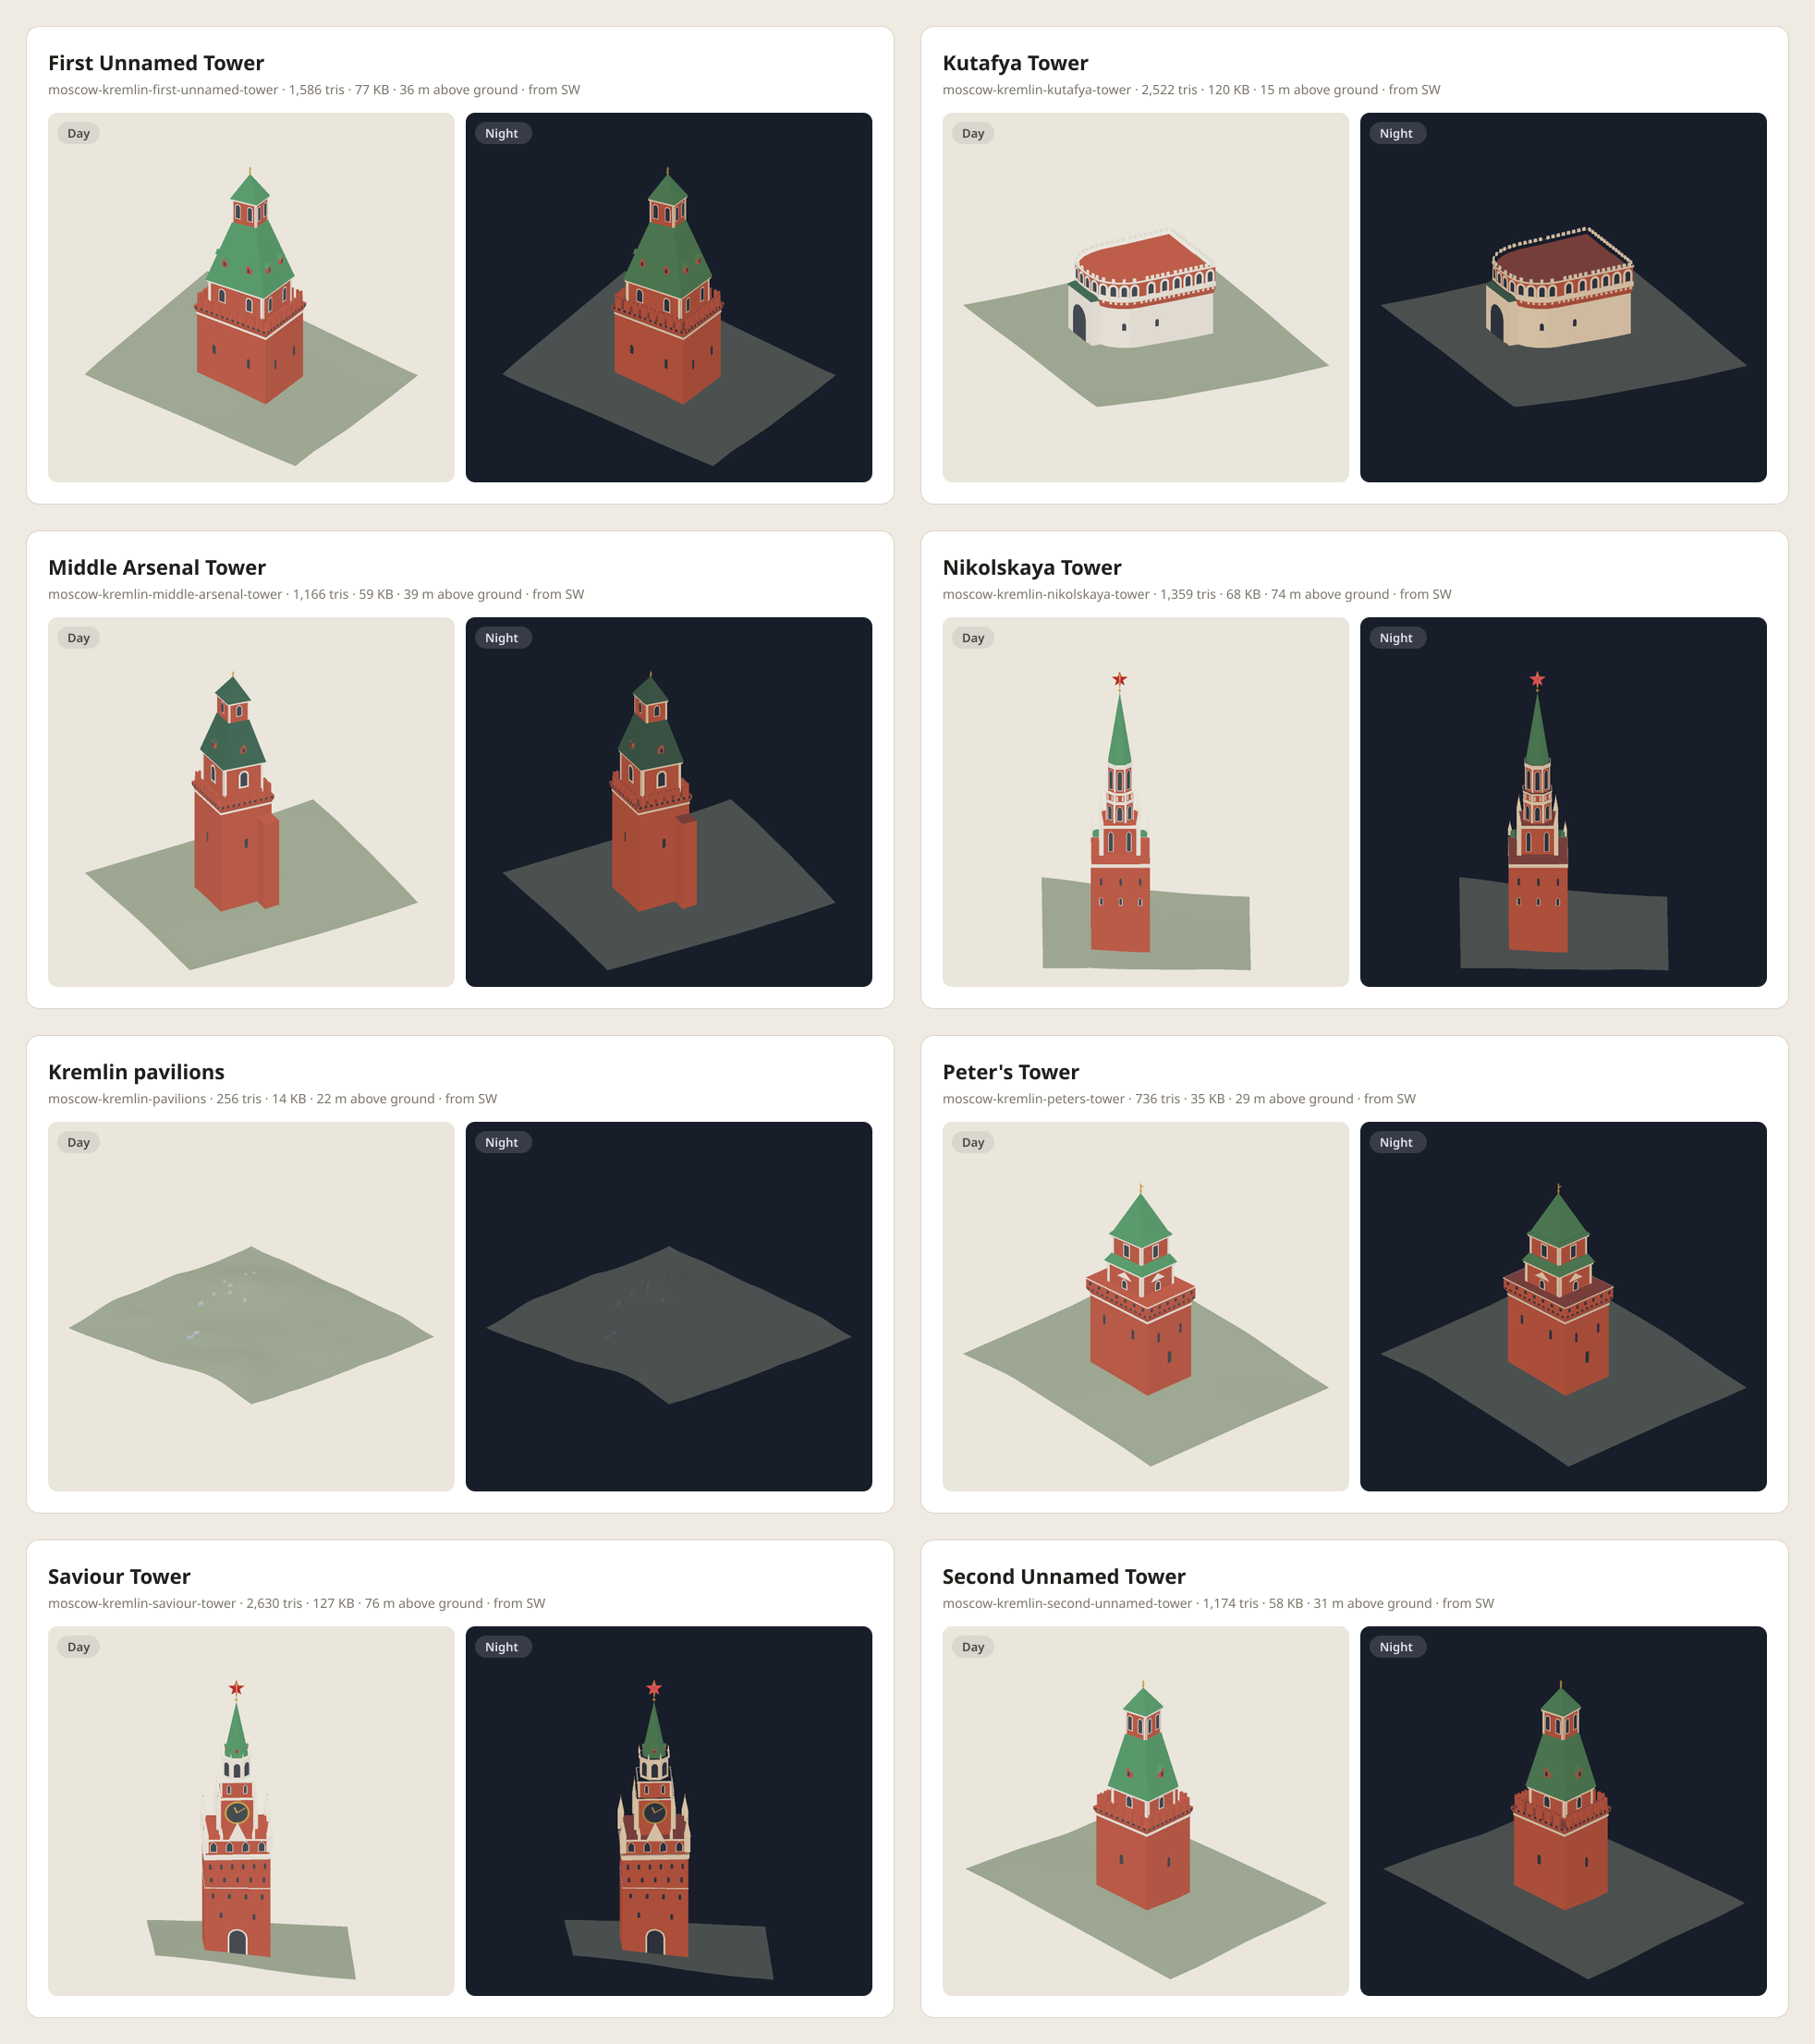 First Unnamed Tower
moscow-kremlin-first-unnamed-tower · 1,586 tris · 77 KB · 36 m above ground · from SW
Day
Night
Kutafya Tower
moscow-kremlin-kutafya-tower · 2,522 tris · 120 KB · 15 m above ground · from SW
Day
Night
Middle Arsenal Tower
moscow-kremlin-middle-arsenal-tower · 1,166 tris · 59 KB · 39 m above ground · from SW
Day
Night
Nikolskaya Tower
moscow-kremlin-nikolskaya-tower · 1,359 tris · 68 KB · 74 m above ground · from SW
Day
Night
Kremlin pavilions
moscow-kremlin-pavilions · 256 tris · 14 KB · 22 m above ground · from SW
Day
Night
Peter's Tower
moscow-kremlin-peters-tower · 736 tris · 35 KB · 29 m above ground · from SW
Day
Night
Saviour Tower
moscow-kremlin-saviour-tower · 2,630 tris · 127 KB · 76 m above ground · from SW
Day
Night
Second Unnamed Tower
moscow-kremlin-second-unnamed-tower · 1,174 tris · 58 KB · 31 m above ground · from SW
Day
Night